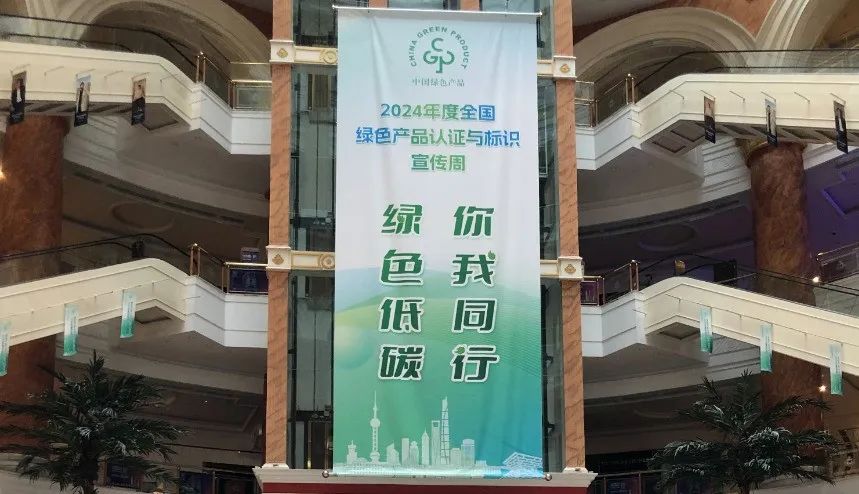 CHINA GREEN PRODUCT
CGP
中国绿色产品
2024年度全国
绿色产品认证与标识
宣传周
绿色低碳
你我同行